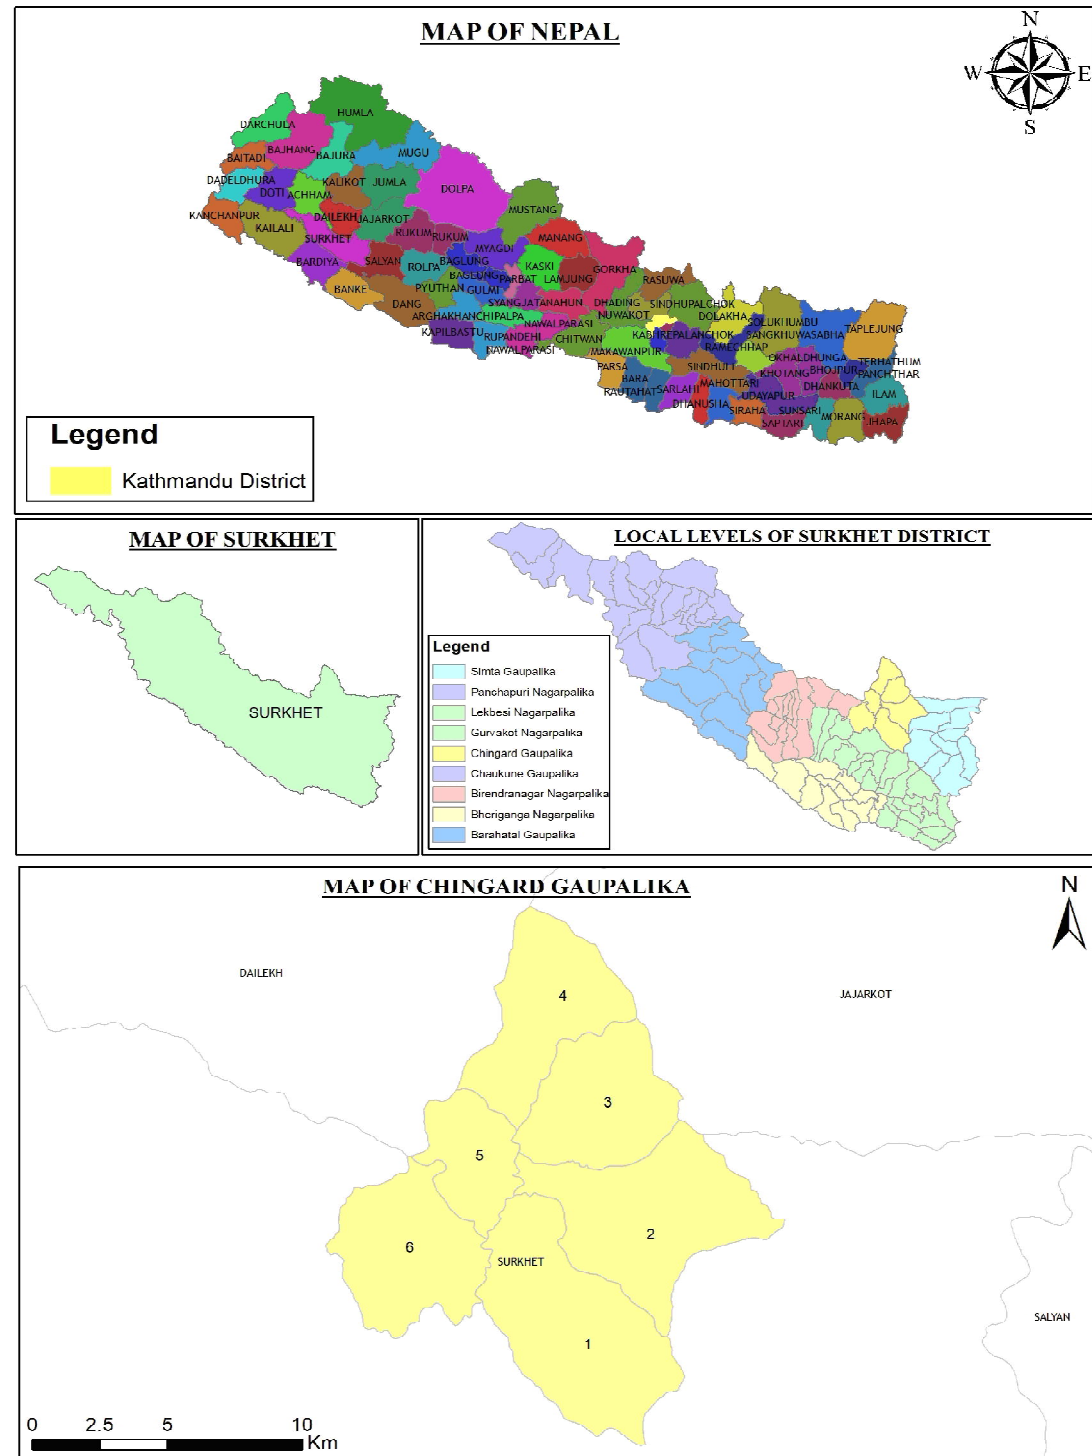 MAP OF NEPAL
N
W E
S
HUMLA
DARCHULA
BAJHANG
BAJURA
MUGU
BAITADI
DADELDHURA
DOTI
ACHHAM
KALIKOT
JUMLA
DOLPA
MUSTANG
KANCHANPUR
KAILALI
DAILEKH
JAJARKOT
SURKHET
RUKUM
RUKUM
MYAGDI
MANANG
BARDIYA
SALYAN
ROLPA
BAGLUNG
KASKI
GORKHA
BANKE
PYUTHAN
BAGLUNG
PARBAT
LAMJUNG
RASUWA
DANG
GULMI
SYANGJA
TANAHUN
DHADING
SINDHUPALCHOK
ARGHAKHANCHI
PALPA
NAWALPARASI
NUWAKOT
DOLAKHA
SOLUKHUMBU
KAPILBASTU
RUPANDEHI
CHITWAN
KABHREPALANCHOK
SANGKHUWASABHA
TAPLEJUNG
NAWALPARASI
MAKAWANPUR
RAMECHHAP
PARSA
SINDHULI
OKHALDHUNGA
TERHATHUM
BARA
KHOTANG
BHOJPUR
PANCHTHAR
RAUTAHAT
SARLAHI
MAHOTTARI
UDAYAPUR
DHANKUTA
ILAM
DHANUSHA
SIRAHA
SUNSARI
MORANG
JHAPA
SAPTARI
Legend
Kathmandu District
MAP OF SURKHET
SURKHET
LOCAL LEVELS OF SURKHET DISTRICT
Legend
Simta Gaupalika
Panchapuri Nagarpalika
Lekbesi Nagarpalika
Gurvakot Nagarpalika
Chingard Gaupalika
Chaukune Gaupalika
Birendranagar Nagarpalika
Bheriganga Nagarpalika
Barahatal Gaupalika
MAP OF CHINGARD GAUPALIKA
N
DAILEKH
4
JAJARKOT
3
5
2
6
SURKHET
SALYAN
1
0 2.5 5 10
Km